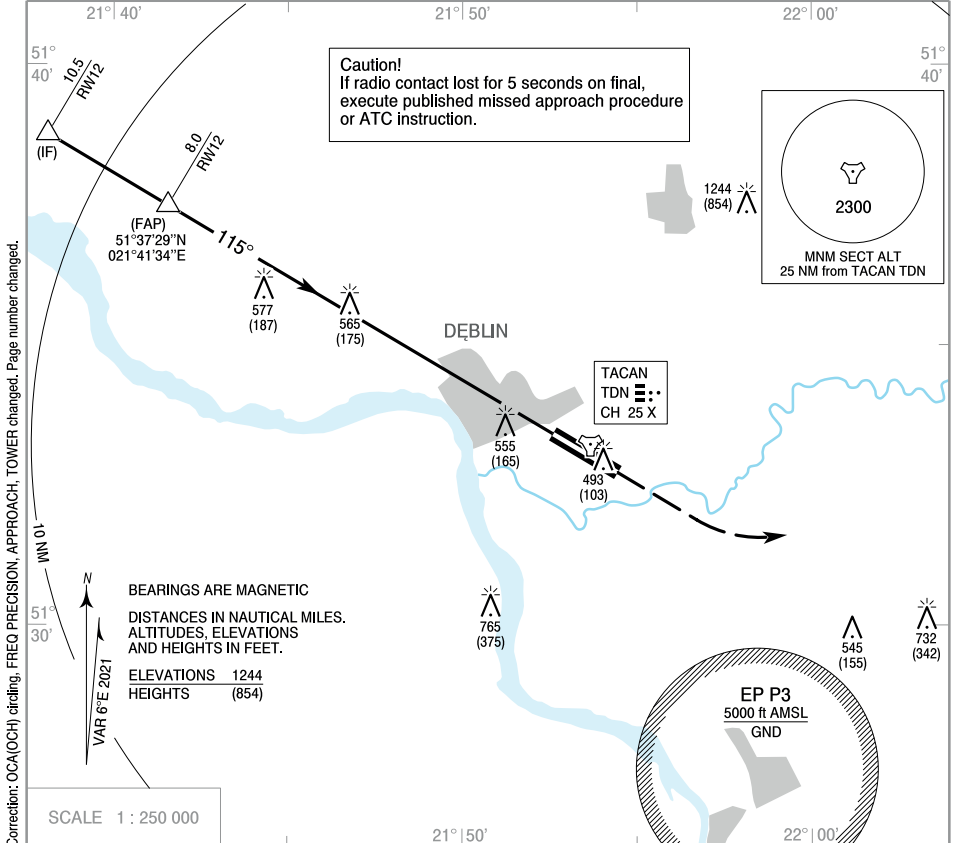 21° 40'
21° 50'
22° 00'
51°
40'
51°
40'
10.5
RW12
(IF)
8.0
RW12
(FAP)
51°37'29"N
021°41'34"E
115°
Caution!
If radio contact lost for 5 seconds on final,
execute published missed approach procedure
or ATC instruction.
1244
(854)
2300
MNM SECT ALT
25 NM from TACAN TDN
577
(187)
565
(175)
DĘBLIN
TACAN
TDN
CH 25 X
555
(165)
493
(103)
10 NM
N
VAR 6°E 2021
BEARINGS ARE MAGNETIC
DISTANCES IN NAUTICAL MILES.
ALTITUDES, ELEVATIONS
AND HEIGHTS IN FEET.
ELEVATIONS 1244
HEIGHTS (854)
51°
30'
765
(375)
545
(155)
732
(342)
EP P3
5000 ft AMSL
GND
SCALE 1 : 250 000
21° 50'
22° 00'
Correction: OCA(OCH) circling, FREQ PRECISION, APPROACH, TOWER changed. Page number changed.